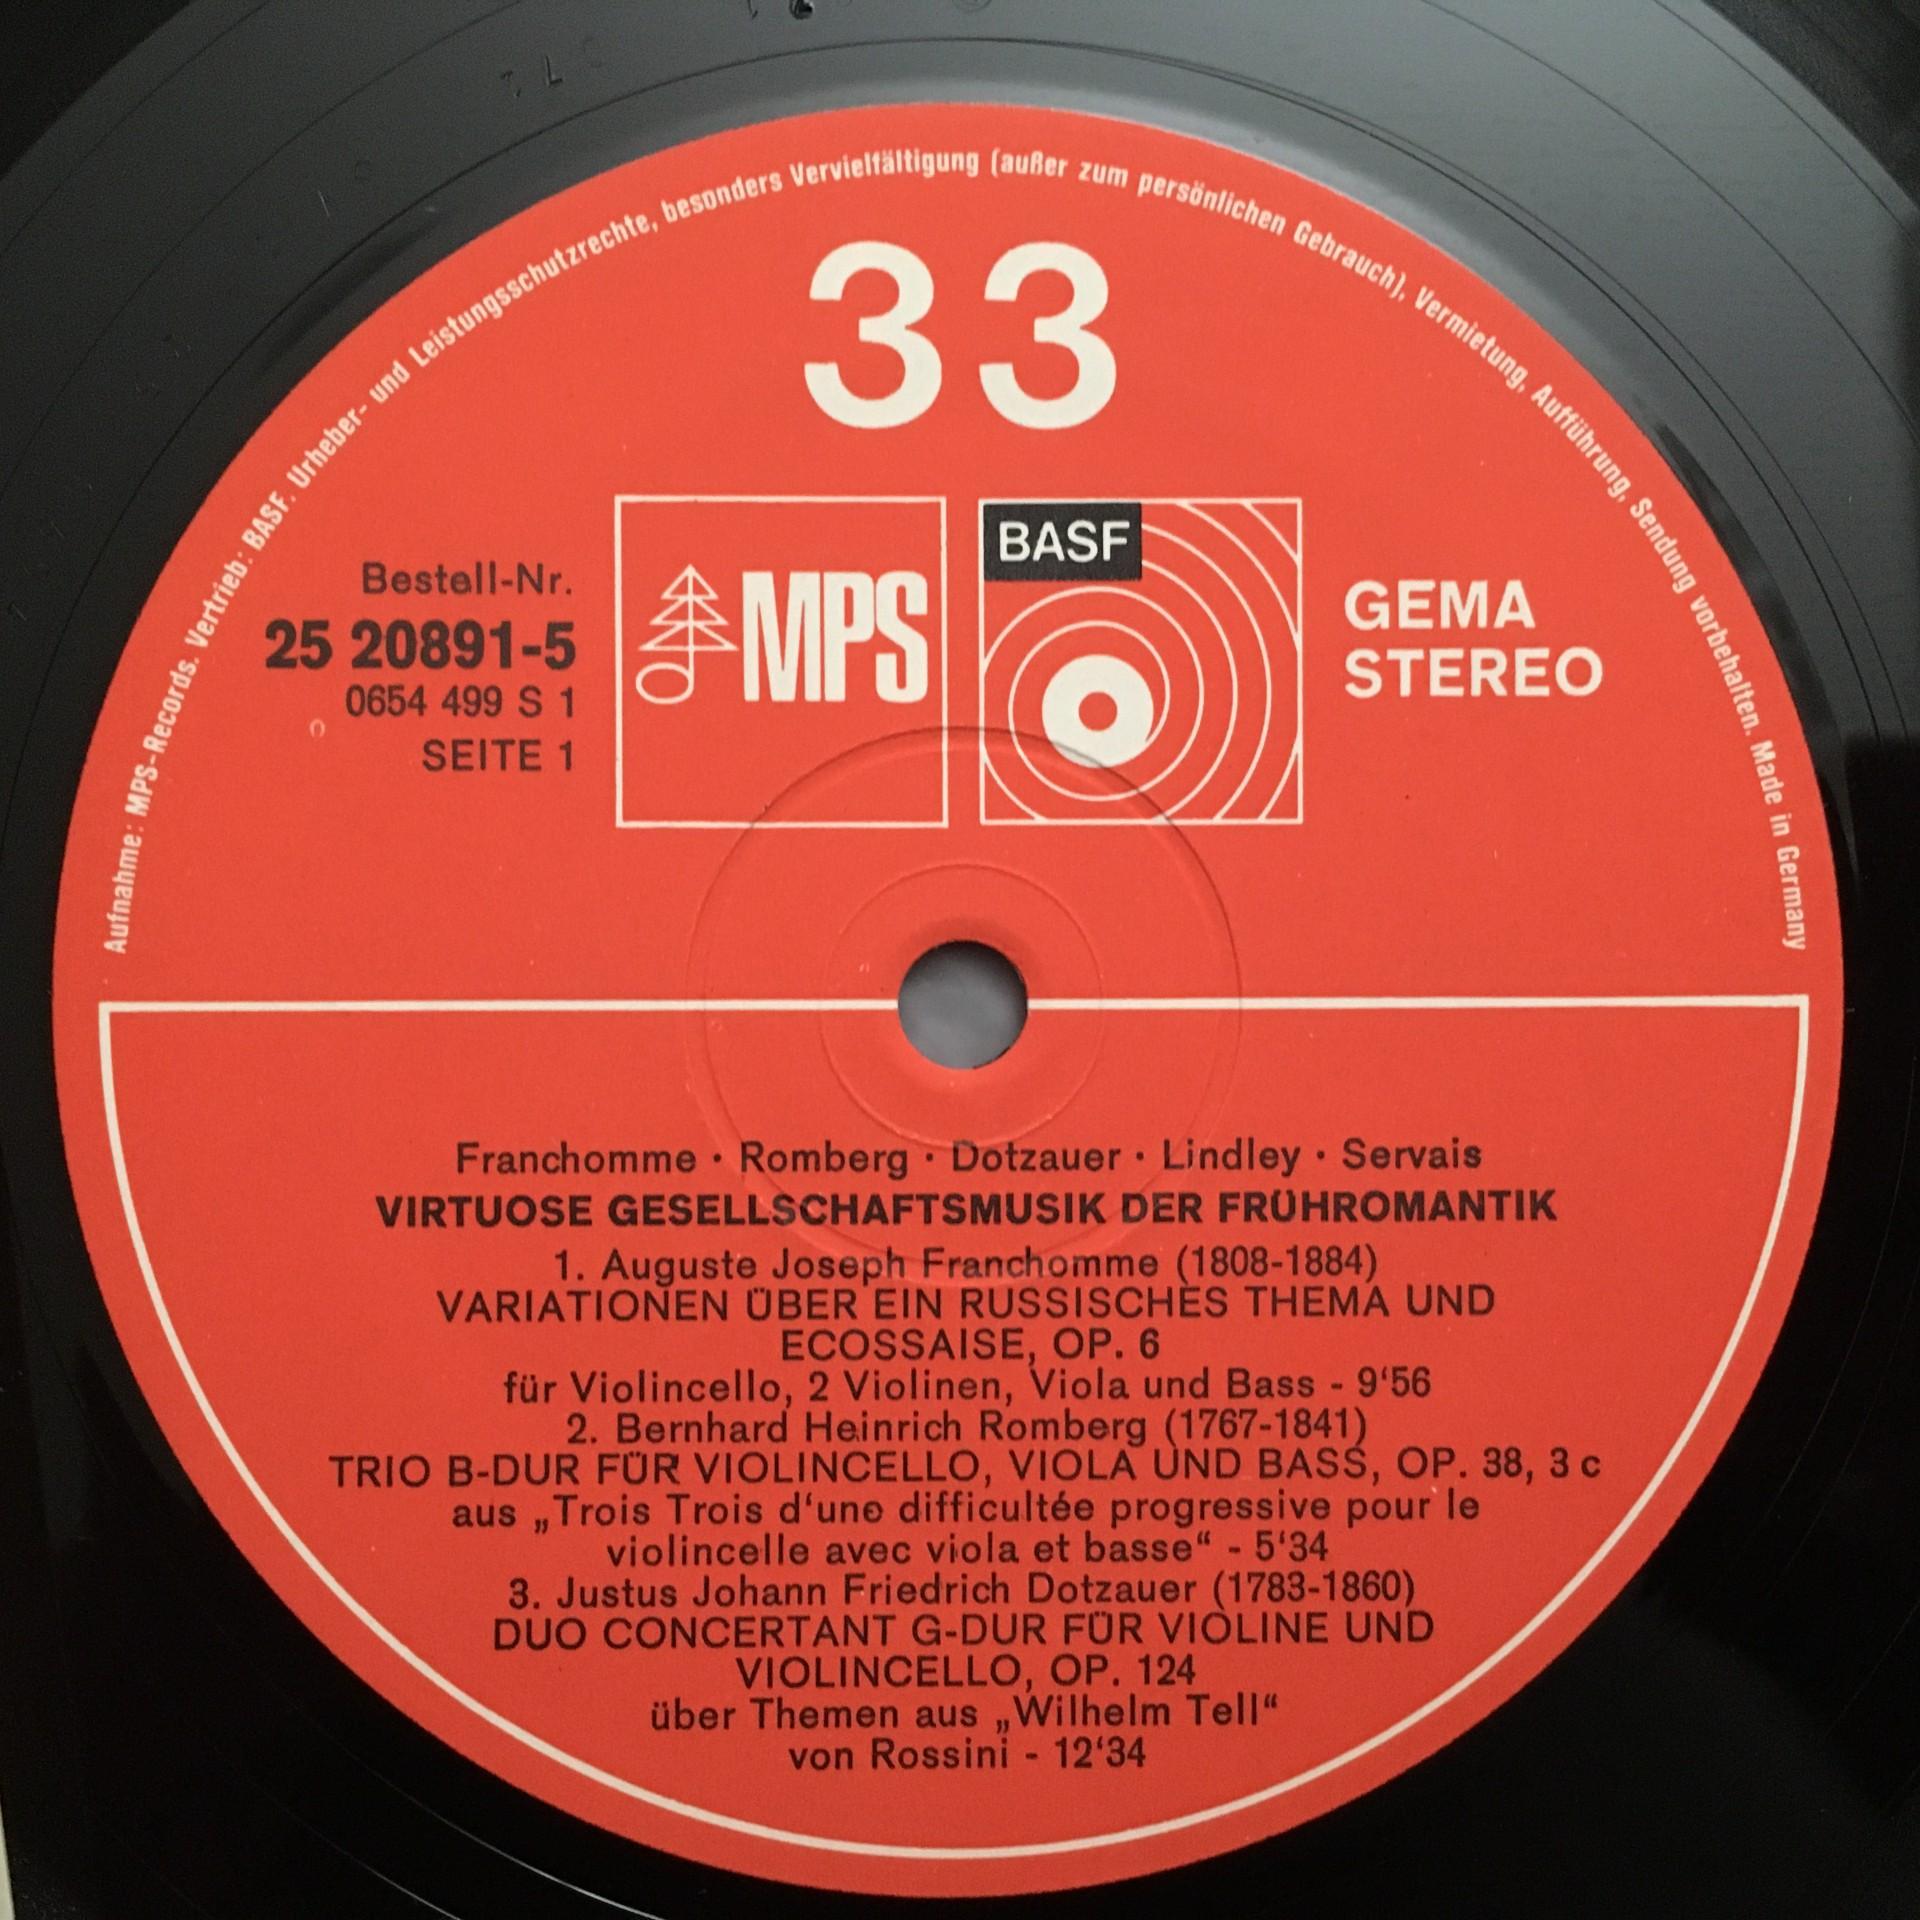 Aufnahme: MPS-Records. Vertrieb: BASF. Urheber- und Leistungsschutzrechte, besonders Vervielfältigung (außer zum persönlichen Gebrauch), Vermietung, Aufführung, Sendung vorbehalten. Made in Germany
33
Bestell-Nr.
25 20891-5
0654 499 S 1
SEITE 1
MPS
BASF
GEMA
STEREO
Franchomme · Romberg · Dotzauer · Lindley · Servais
VIRTUOSE GESELLSCHAFTSMUSIK DER FRÜHROMANTIK
1. Auguste Joseph Franchomme (1808-1884)
VARIATIONEN ÜBER EIN RUSSISCHES THEMA UND
ECOSSAISE, OP. 6
für Violincello, 2 Violinen, Viola und Bass - 9‘56
2. Bernhard Heinrich Romberg (1767-1841)
TRIO B-DUR FÜR VIOLINCELLO, VIOLA UND BASS, OP. 38, 3 c
aus „Trois Trois d‘une difficultée progressive pour le
violincelle avec viola et basse“ - 5‘34
3. Justus Johann Friedrich Dotzauer (1783-1860)
DUO CONCERTANT G-DUR FÜR VIOLINE UND
VIOLINCELLO, OP. 124
über Themen aus „Wilhelm Tell“
von Rossini - 12‘34